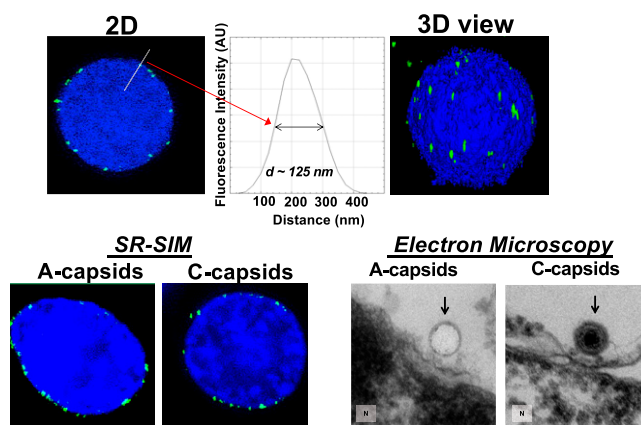 2D
3D view
Fluorescence Intensity (AU)
d ~ 125 nm
100 200 300 400
Distance (nm)
SR-SIM
Electron Microscopy
A-capsids
C-capsids
A-capsids
C-capsids
N
N